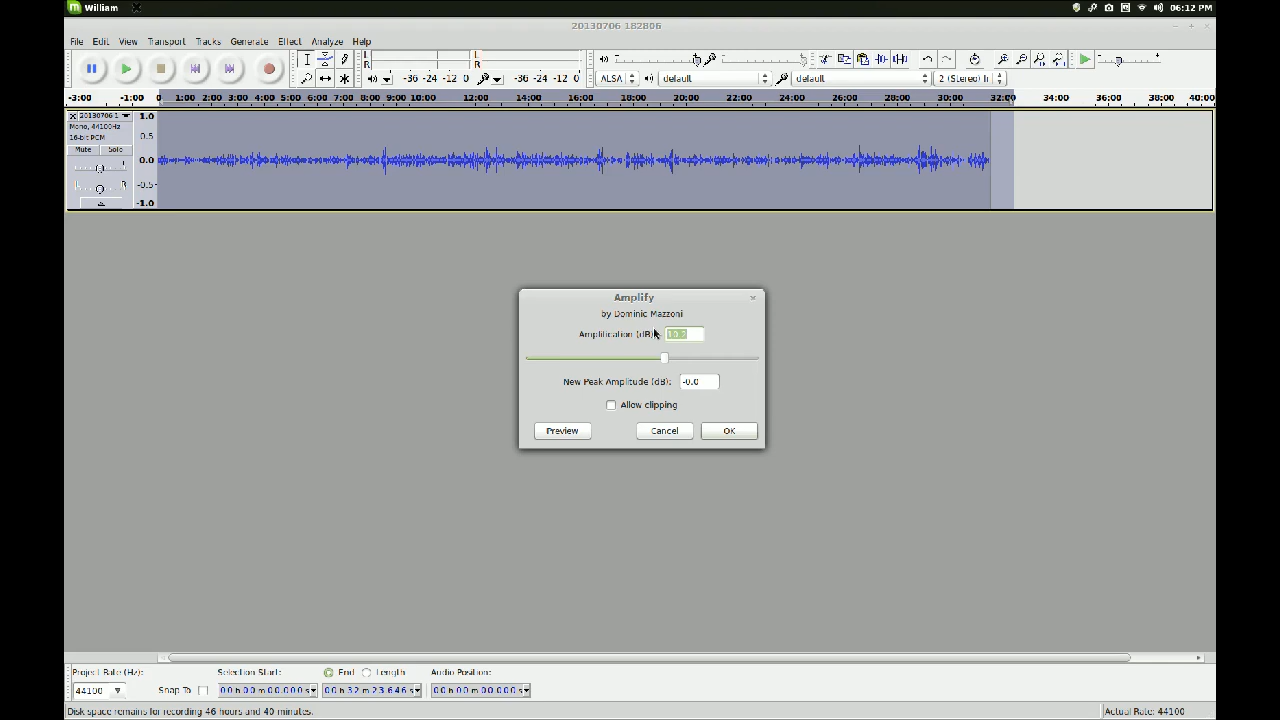 William
06:12 PM
20130706 182806
File Edit View Transport Tracks Generate Effect Analyze Help
L
R
L
R
-36 -24 -12 0
-36 -24 -12 0
ALSA
default
default
2 (Stereo) Ir
-3:00 -1:00 0 1:00 2:00 3:00 4:00 5:00 6:00 7:00 8:00 9:00 10:00 12:00 14:00 16:00 18:00 20:00 22:00 24:00 26:00 28:00 30:00 32:00 34:00 36:00 38:00 40:00
20130706 1
Mono, 44100Hz
16-bit PCM
Mute Solo
- +
L R
1.0
0.5
0.0
-0.5
-1.0
Amplify
by Dominic Mazzoni
Amplification (dB):
10.2
New Peak Amplitude (dB): -0.0
Allow clipping
Preview Cancel OK
Project Rate (Hz): Selection Start: End Length Audio Position:
44100 Snap To 00 h 00 m 00.000 s 00 h 32 m 23.646 s 00 h 00 m 00.000 s
Disk space remains for recording 46 hours and 40 minutes.
Actual Rate: 44100